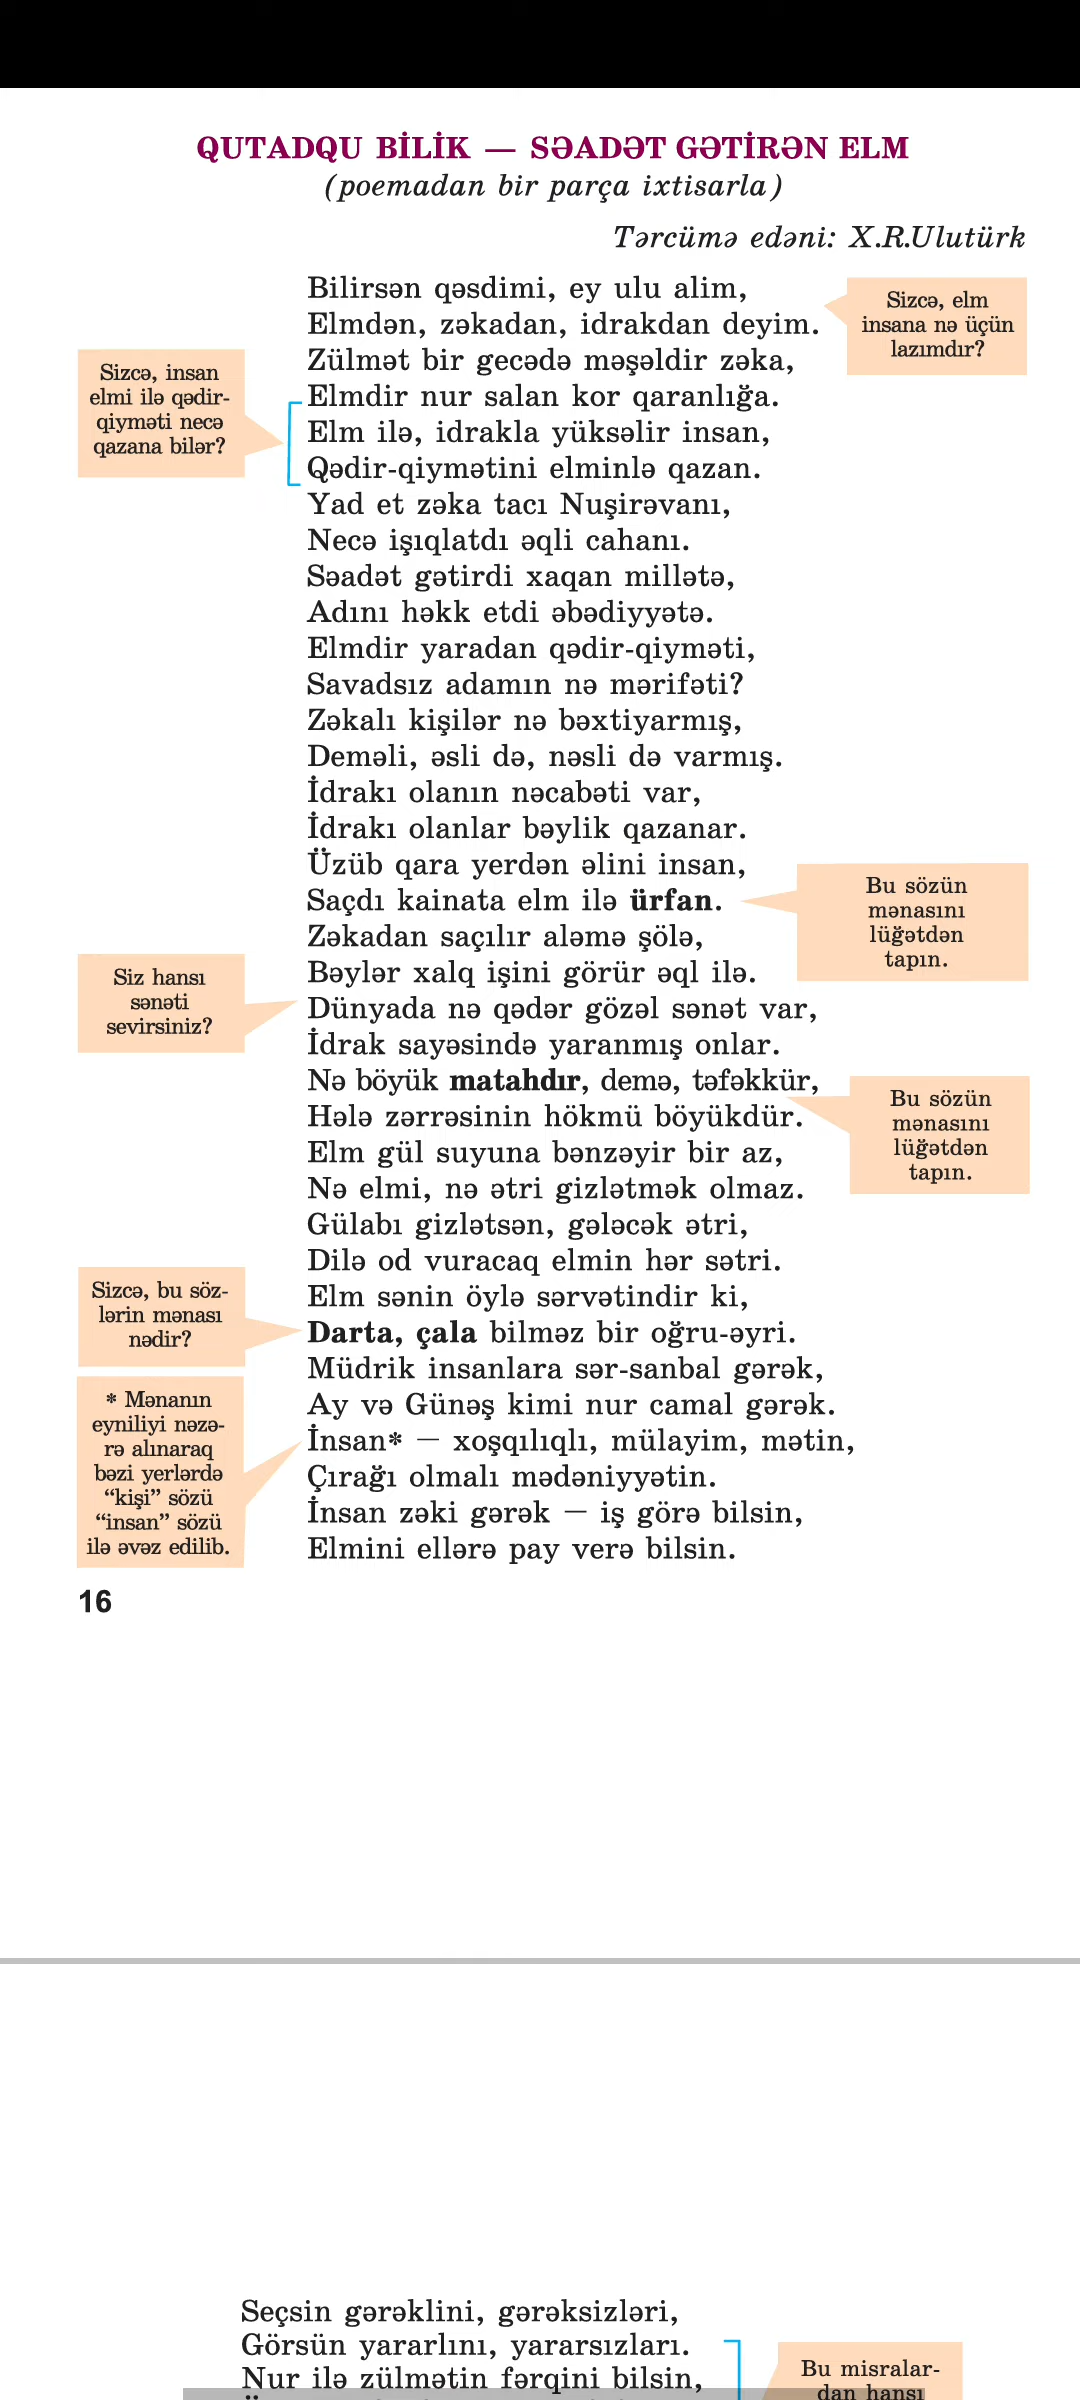 QUTADQU BİLİK — SƏADƏT GƏTİRƏN ELM
(poemadan bir parça ixtisarla)
Tərcümə edəni: X.R.Ulutürk
Bilirsən qəsdimi, ey ulu alim,
Elmdən, zəkadan, idrakdan deyim.
Zülmət bir gecədə məşəldir zəka,
Elmdir nur salan kor qaranlığa.
Elm ilə, idrakla yüksəlir insan,
Qədir-qiymətini elminlə qazan.
Yad et zəka tacı Nuşirəvanı,
Necə işıqlatdı əqli cahanı.
Səadət gətirdi xaqan millətə,
Adını həkk etdi əbədiyyətə.
Elmdir yaradan qədir-qiyməti,
Savadsız adamın nə mərifəti?
Zəkalı kişilər nə bəxtiyarmış,
Deməli, əsli də, nəsli də varmış.
İdrakı olanın nəcabəti var,
İdrakı olanlar bəylik qazanar.
Üzüb qara yerdən əlini insan,
Saçdı kainata elm ilə ürfan.
Zəkadan saçılır aləmə şölə,
Bəylər xalq işini görür əql ilə.
Dünyada nə qədər gözəl sənət var,
İdrak sayəsində yaranmış onlar.
Nə böyük matahdır, demə, təfəkkür,
Hələ zərrəsinin hökmü böyükdür.
Elm gül suyuna bənzəyir bir az,
Nə elmi, nə ətri gizlətmək olmaz.
Gülabı gizlətsən, gələcək ətri,
Dilə od vuracaq elmin hər sətri.
Elm sənin öylə sərvətindir ki,
Darta, çala bilməz bir oğru-əyri.
Müdrik insanlara sər-sanbal gərək,
Ay və Günəş kimi nur camal gərək.
İnsan* — xoşqılıqlı, mülayim, mətin,
Çırağı olmalı mədəniyyətin.
İnsan zəki gərək — iş görə bilsin,
Elmini ellərə pay verə bilsin.
Sizcə, elm
insana nə üçün
lazımdır?
Sizcə, insan
elmi ilə qədir-
qiyməti necə
qazana bilər?
Bu sözün
mənasını
lüğətdən
tapın.
Siz hansı
sənəti
sevirsiniz?
Bu sözün
mənasını
lüğətdən
tapın.
Sizcə, bu söz-
lərin mənası
nədir?
* Mənanın
eyniliyi nəzə-
rə alınaraq
bəzi yerlərdə
“kişi” sözü
“insan” sözü
ilə əvəz edilib.
16
Seçsin gərəklini, gərəksizləri,
Görsün yararlını, yararsızları.
Nur ilə zülmətin fərqini bilsin,
Bu misralar-
dan hansı